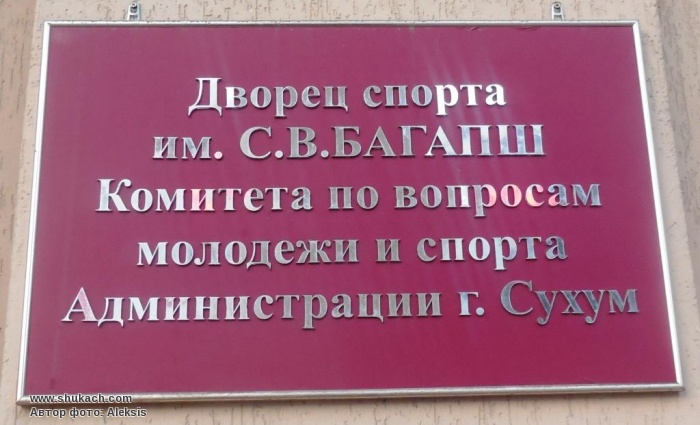 Дворец спорта
им. С.В.БАГАПШ
Комитета по вопросам
молодежи и спорта
Администрации г. Сухум
www.shukach.com
Автор фото: Aleksis